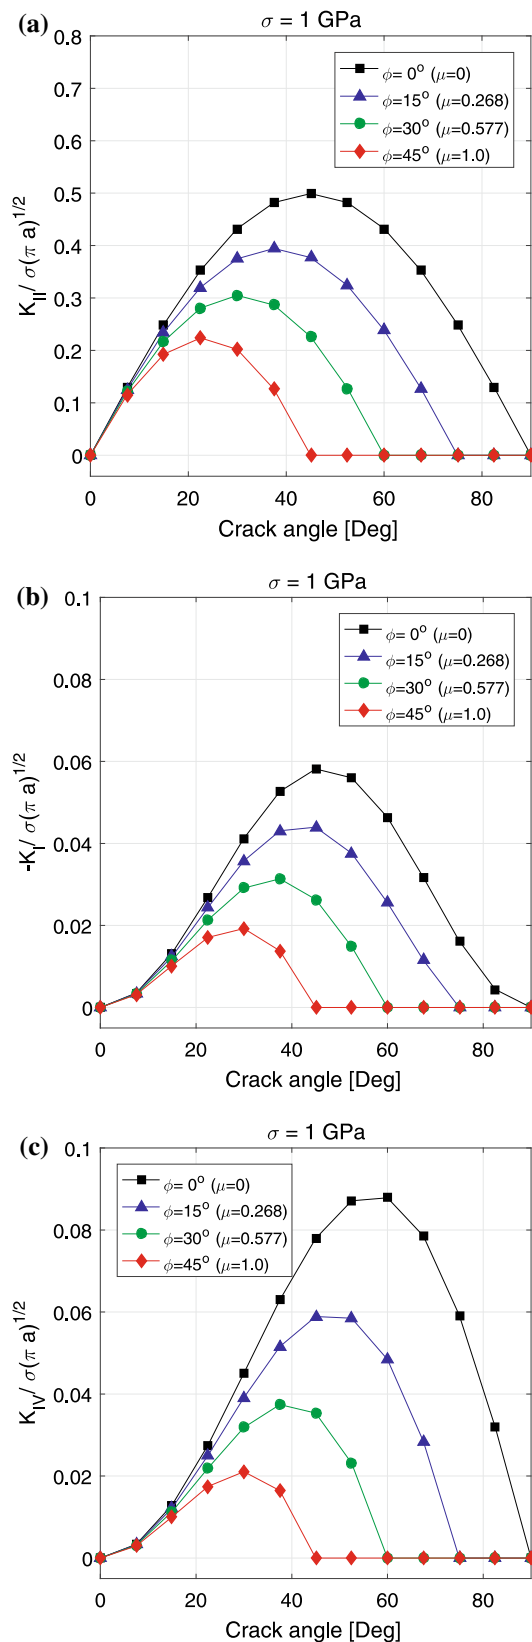 (a)
σ = 1 GPa
0.8
0.7
0.6
0.5
0.4
0.3
0.2
0.1
0
K_II / σ(π a)^1/2
φ= 0° (μ=0)
φ=15° (μ=0.268)
φ=30° (μ=0.577)
φ=45° (μ=1.0)
0 20 40 60 80
Crack angle [Deg]
(b)
σ = 1 GPa
0.1
0.08
0.06
0.04
0.02
0
-K_I / σ(π a)^1/2
φ= 0° (μ=0)
φ=15° (μ=0.268)
φ=30° (μ=0.577)
φ=45° (μ=1.0)
0 20 40 60 80
Crack angle [Deg]
(c)
σ = 1 GPa
0.1
0.08
0.06
0.04
0.02
0
K_IV / σ(π a)^1/2
φ= 0° (μ=0)
φ=15° (μ=0.268)
φ=30° (μ=0.577)
φ=45° (μ=1.0)
0 20 40 60 80
Crack angle [Deg]